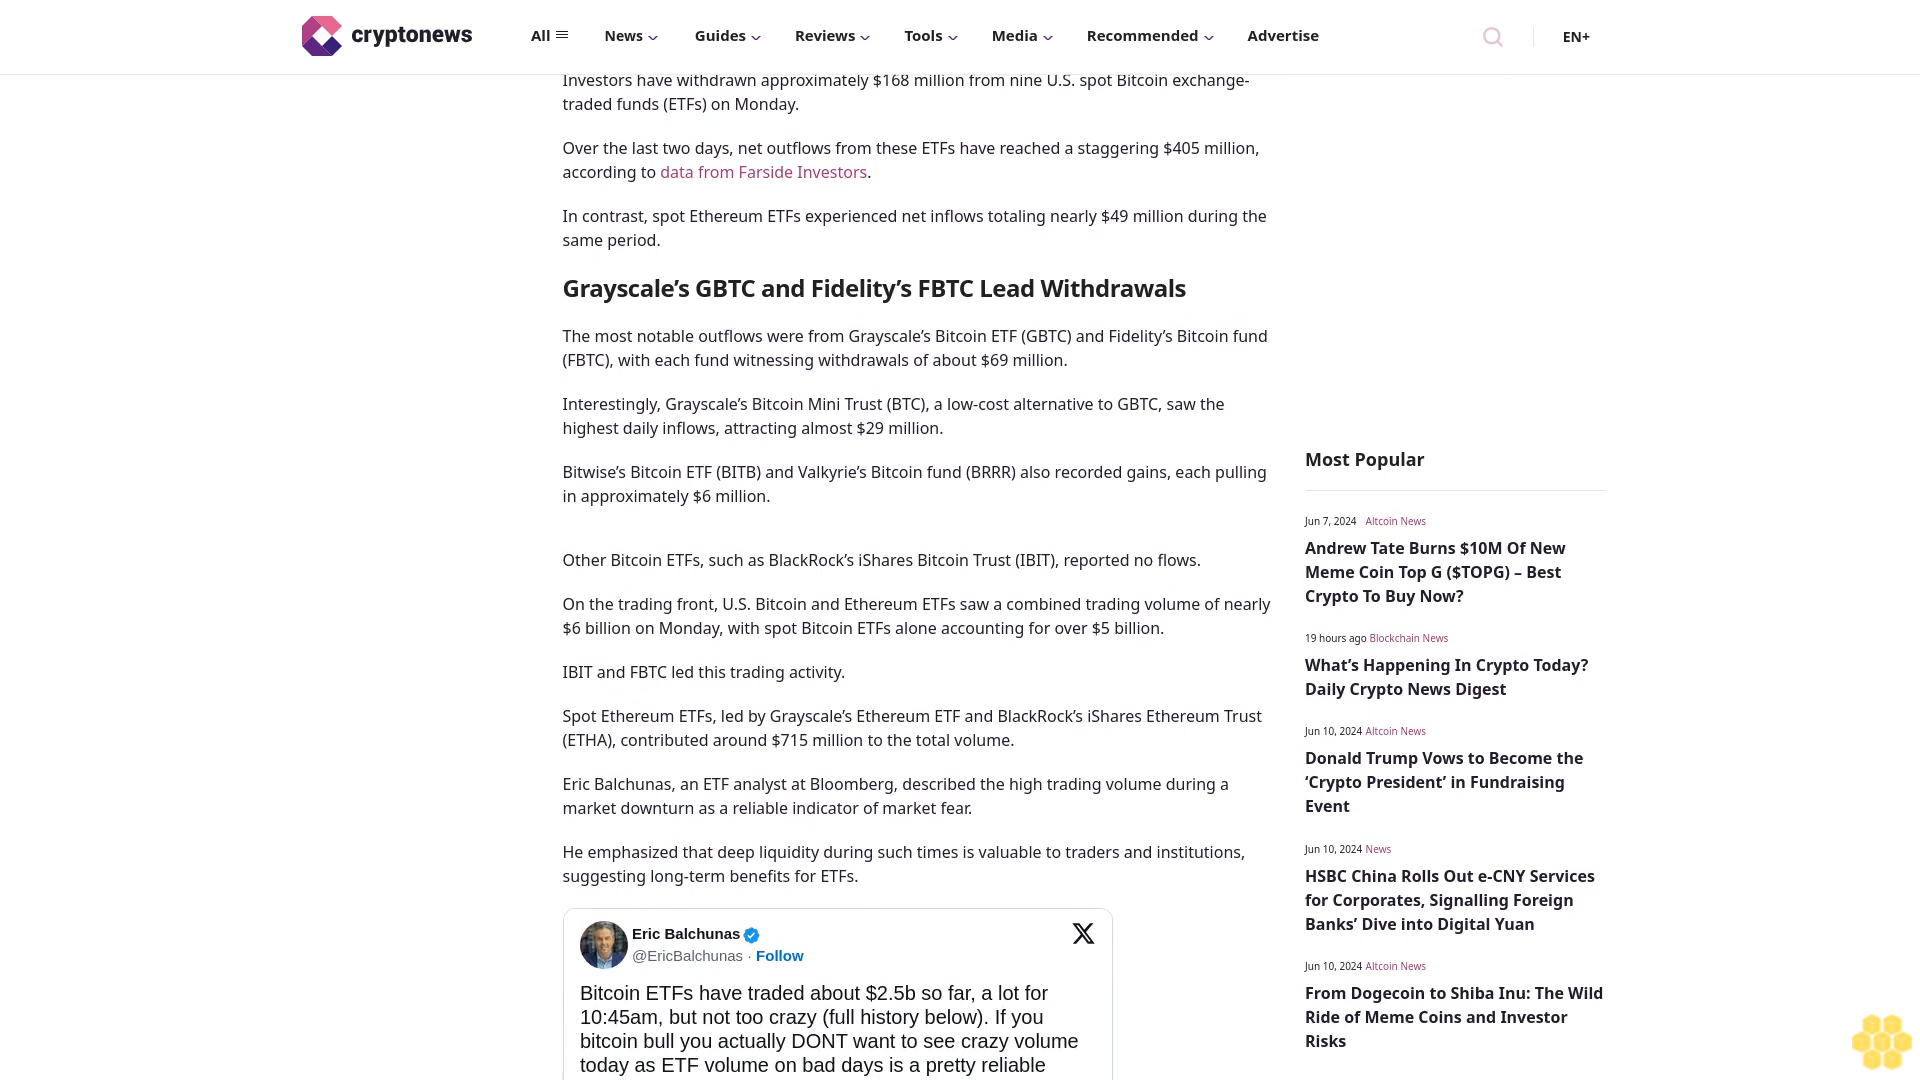 cryptonews
All
News
Guides
Reviews
Tools
Media
Recommended
Advertise
EN+
Investors have withdrawn approximately $168 million from nine U.S. spot Bitcoin exchange-
traded funds (ETFs) on Monday.
Over the last two days, net outflows from these ETFs have reached a staggering $405 million,
according to data from Farside Investors.
In contrast, spot Ethereum ETFs experienced net inflows totaling nearly $49 million during the
same period.
Grayscale’s GBTC and Fidelity’s FBTC Lead Withdrawals
The most notable outflows were from Grayscale’s Bitcoin ETF (GBTC) and Fidelity’s Bitcoin fund
(FBTC), with each fund witnessing withdrawals of about $69 million.
Interestingly, Grayscale’s Bitcoin Mini Trust (BTC), a low-cost alternative to GBTC, saw the
highest daily inflows, attracting almost $29 million.
Bitwise’s Bitcoin ETF (BITB) and Valkyrie’s Bitcoin fund (BRRR) also recorded gains, each pulling
in approximately $6 million.
Other Bitcoin ETFs, such as BlackRock’s iShares Bitcoin Trust (IBIT), reported no flows.
On the trading front, U.S. Bitcoin and Ethereum ETFs saw a combined trading volume of nearly
$6 billion on Monday, with spot Bitcoin ETFs alone accounting for over $5 billion.
IBIT and FBTC led this trading activity.
Spot Ethereum ETFs, led by Grayscale’s Ethereum ETF and BlackRock’s iShares Ethereum Trust
(ETHA), contributed around $715 million to the total volume.
Eric Balchunas, an ETF analyst at Bloomberg, described the high trading volume during a
market downturn as a reliable indicator of market fear.
He emphasized that deep liquidity during such times is valuable to traders and institutions,
suggesting long-term benefits for ETFs.
Eric Balchunas
@EricBalchunas · Follow
Bitcoin ETFs have traded about $2.5b so far, a lot for
10:45am, but not too crazy (full history below). If you
bitcoin bull you actually DONT want to see crazy volume
today as ETF volume on bad days is a pretty reliable
Most Popular
Jun 7, 2024 Altcoin News
Andrew Tate Burns $10M Of New
Meme Coin Top G ($TOPG) – Best
Crypto To Buy Now?
19 hours ago Blockchain News
What’s Happening In Crypto Today?
Daily Crypto News Digest
Jun 10, 2024 Altcoin News
Donald Trump Vows to Become the
‘Crypto President’ in Fundraising
Event
Jun 10, 2024 News
HSBC China Rolls Out e-CNY Services
for Corporates, Signalling Foreign
Banks’ Dive into Digital Yuan
Jun 10, 2024 Altcoin News
From Dogecoin to Shiba Inu: The Wild
Ride of Meme Coins and Investor
Risks